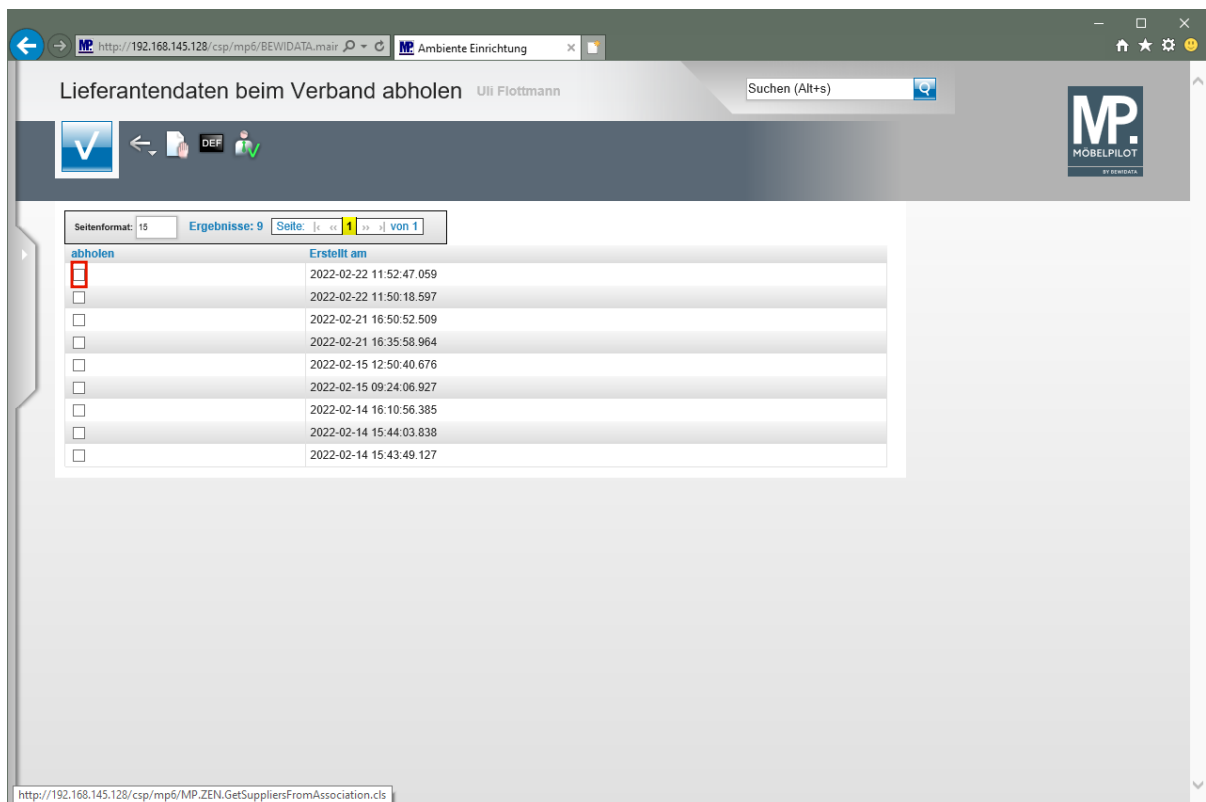 http://192.168.145.128/csp/mp6/BEWIDATA.mair
MP. Ambiente Einrichtung
Lieferantendaten beim Verband abholen Uli Flottmann
Suchen (Alt+s)
DEF
MP.
MÖBELPILOT
BY BEWIDATA
Seitenformat: 15 Ergebnisse: 9 Seite: |‹ ‹‹ 1 ›› ›| von 1
abholen Erstellt am
2022-02-22 11:52:47.059
2022-02-22 11:50:18.597
2022-02-21 16:50:52.509
2022-02-21 16:35:58.964
2022-02-15 12:50:40.676
2022-02-15 09:24:06.927
2022-02-14 16:10:56.385
2022-02-14 15:44:03.838
2022-02-14 15:43:49.127
http://192.168.145.128/csp/mp6/MP.ZEN.GetSuppliersFromAssociation.cls